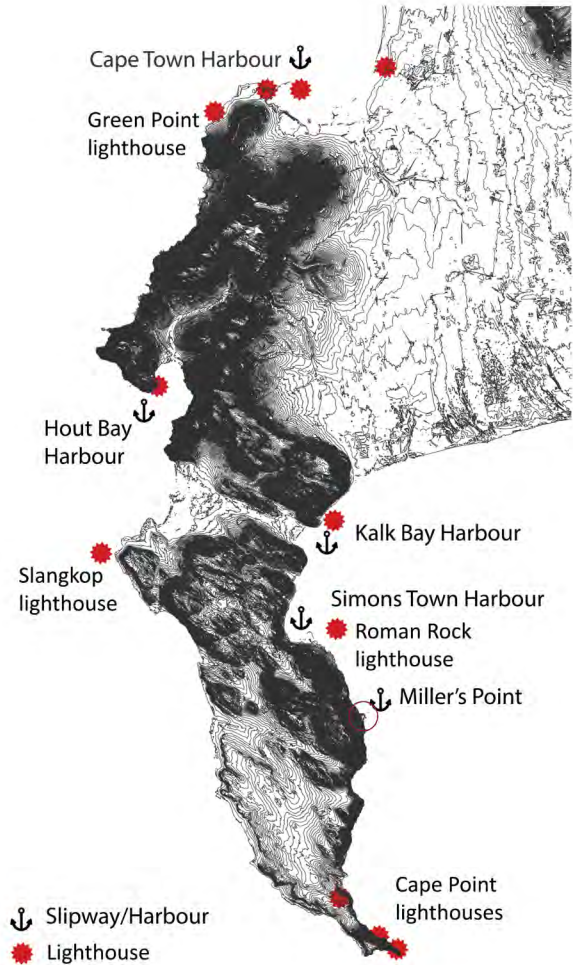 Cape Town Harbour
Green Point
lighthouse
Hout Bay
Harbour
Kalk Bay Harbour
Slangkop
lighthouse
Simons Town Harbour
Roman Rock
lighthouse
Miller's Point
Cape Point
lighthouses
Slipway/Harbour
Lighthouse